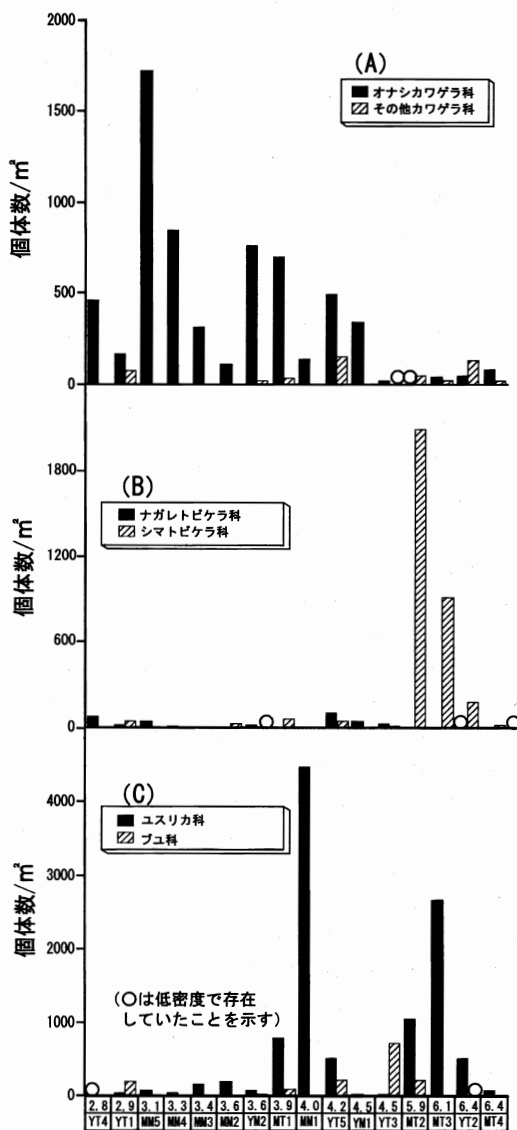 2000
(A)
オナシカワゲラ科
その他カワゲラ科
1500
個体数/㎡
1000
500
0
1800
(B)
ナガレトビケラ科
シマトビケラ科
個体数/㎡
1200
600
0
4000
(C)
ユスリカ科
ブユ科
個体数/㎡
3000
2000
(○は低密度で存在
していたことを示す)
1000
0
2.8 2.9 3.1 3.3 3.4 3.6 3.6 3.9 4.0 4.2 4.5 4.5 5.9 6.1 6.4 6.4
YT4 YT1 MM5 MM4 MM3 MM2 YM2 MT1 MM1 YT5 YM1 YT3 MT2 MT3 YT2 MT4